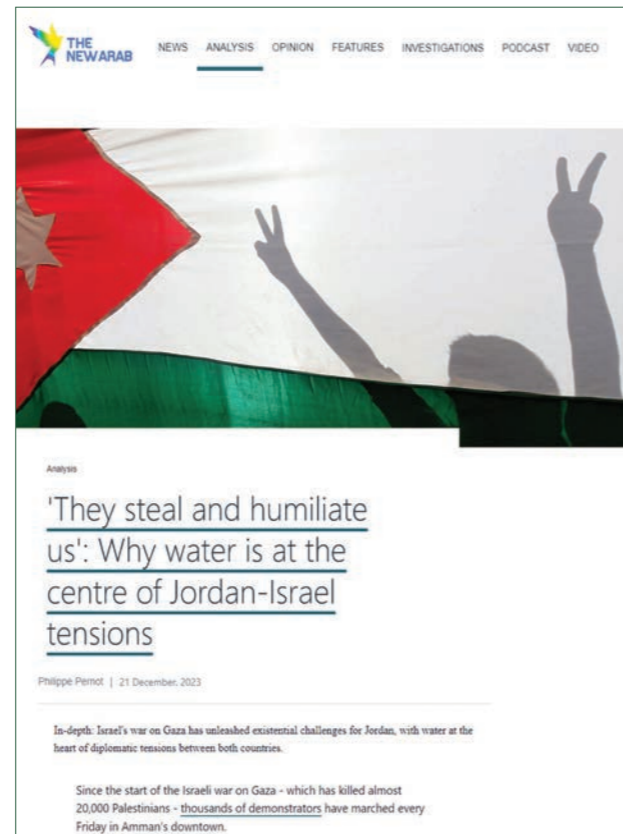 THE
NEWARAB
NEWS ANALYSIS OPINION FEATURES INVESTIGATIONS PODCAST VIDEO
Analysis
'They steal and humiliate
us': Why water is at the
centre of Jordan-Israel
tensions
Philippe Pernot | 21 December, 2023
In-depth: Israel's war on Gaza has unleashed existential challenges for Jordan, with water at the
heart of diplomatic tensions between both countries.
Since the start of the Israeli war on Gaza - which has killed almost
20,000 Palestinians - thousands of demonstrators have marched every
Friday in Amman's downtown.